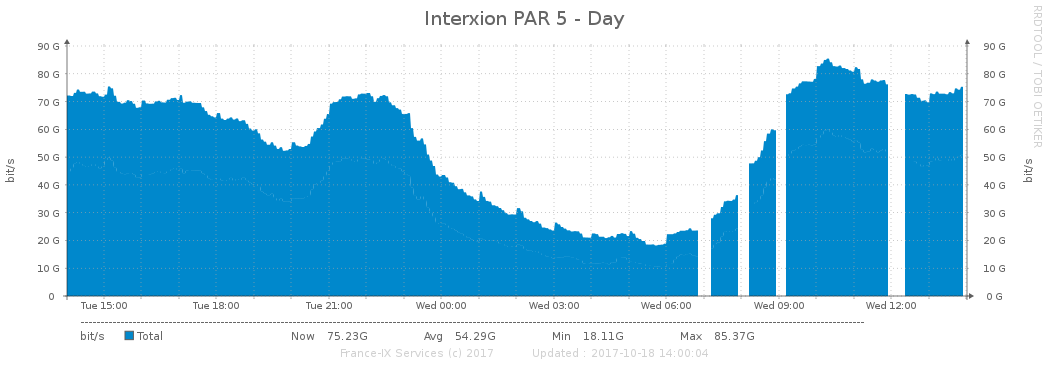 Interxion PAR 5 - Day
RRDTOOL / TOBI OETIKER
90 G 90 G
80 G 80 G
70 G 70 G
60 G 60 G
50 G 50 G
40 G 40 G
30 G 30 G
20 G 20 G
10 G 10 G
0 0 G
bit/s bit/s
Tue 15:00 Tue 18:00 Tue 21:00 Wed 00:00 Wed 03:00 Wed 06:00 Wed 09:00 Wed 12:00
bit/s Total Now 75.23G Avg 54.29G Min 18.11G Max 85.37G
France-IX Services (c) 2017 Updated : 2017-10-18 14:00:04